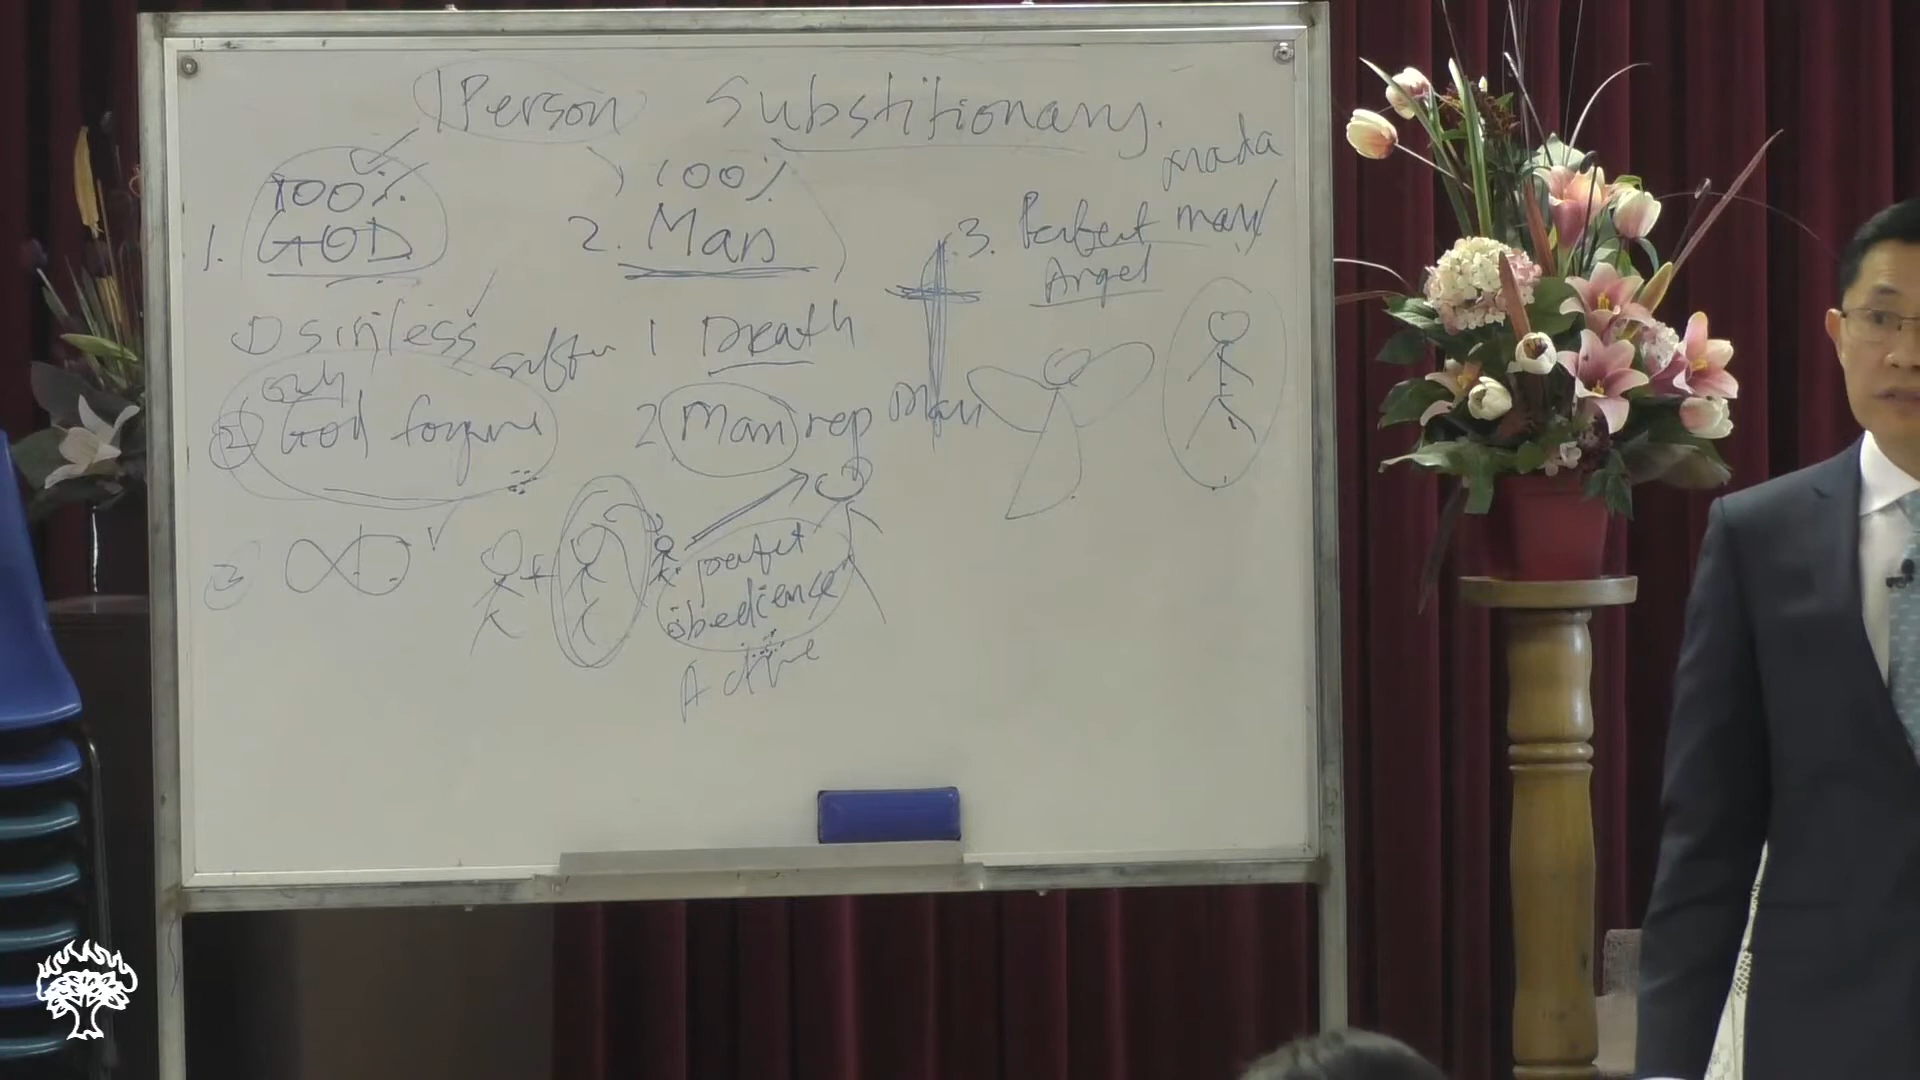 1 Person Substitionary.
100% 100%
1. GOD 2. Man 3. Perfect man
Angel
① sinless suffer 1 Death
only
② God forgive 2 Man rep Man
③ ∞
+ perfect
obedience
Active